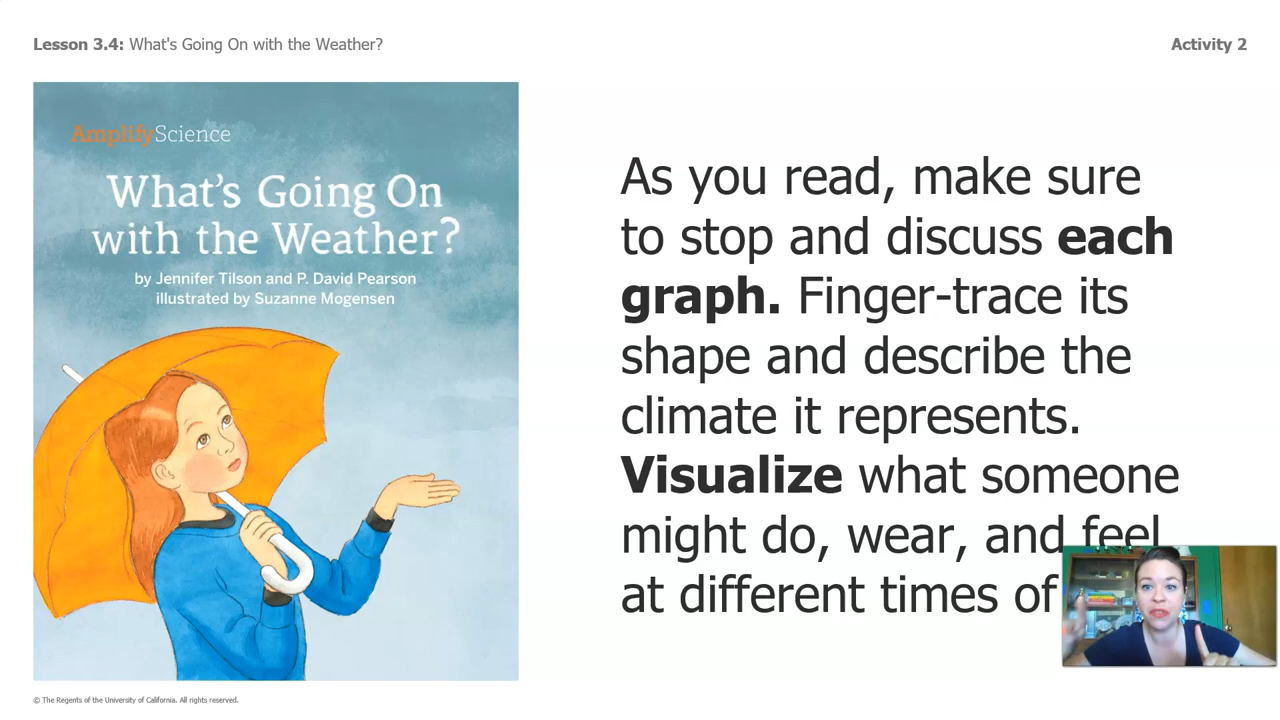 Lesson 3.4: What's Going On with the Weather?
Activity 2
AmplifyScience
What's Going On
with the Weather?
by Jennifer Tilson and P. David Pearson
illustrated by Suzanne Mogensen
As you read, make sure
to stop and discuss each
graph. Finger-trace its
shape and describe the
climate it represents.
Visualize what someone
might do, wear, and feel
at different times of
© The Regents of the University of California. All rights reserved.